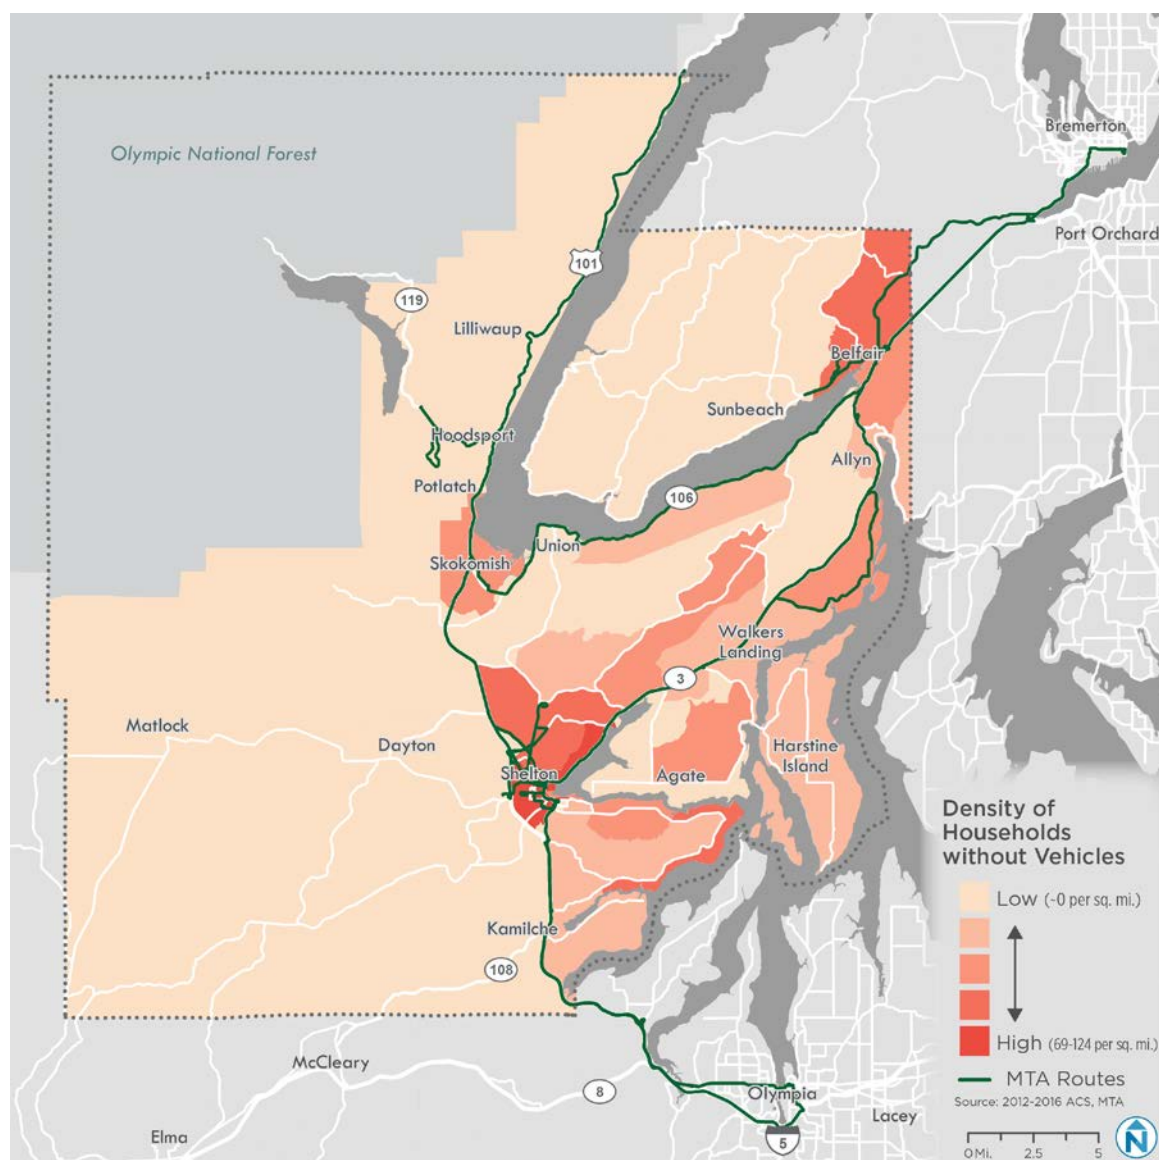 Olympic National Forest
Bremerton
Port Orchard
101
119
Lilliwaup
Belfair
Sunbeach
Hoodsport
Allyn
Potlatch
106
Union
Skokomish
Walkers
Landing
3
Matlock
Dayton
Shelton
Agate
Harstine
Island
Kamilche
108
McCleary
8
Olympia
Lacey
Elma
5
Density of
Households
without Vehicles
Low (~0 per sq. mi.)
High (69-124 per sq. mi.)
MTA Routes
Source: 2012-2016 ACS, MTA
0 Mi. 2.5 5
N